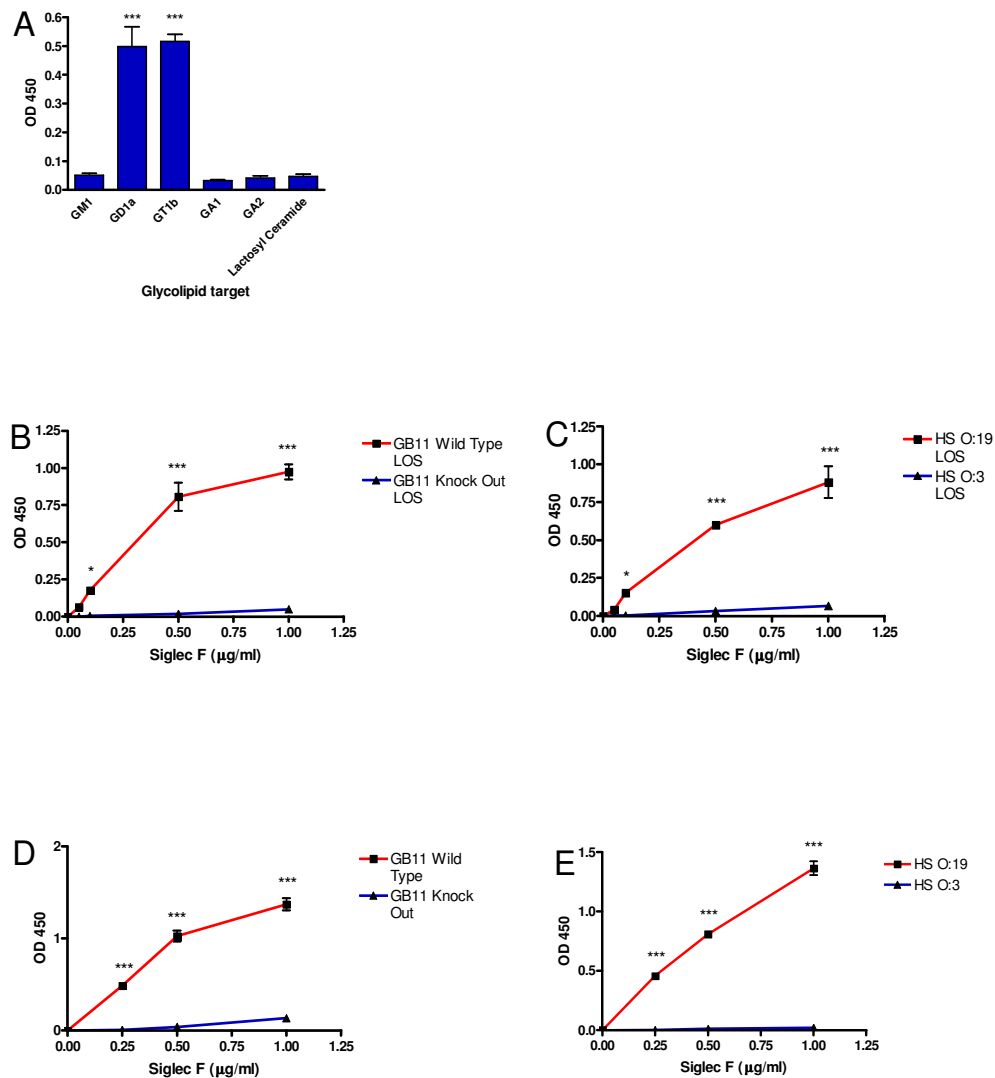 A
*** ***
0.6
0.5
0.4
0.3
0.2
0.1
0.0
OD 450
GM1
GD1a
GT1b
GA1
GA2
Lactosyl Ceramide
Glycolipid target
B
1.25
1.00
0.75
0.50
0.25
0.00
OD 450
*
***
***
0.00 0.25 0.50 0.75 1.00 1.25
Siglec F (μg/ml)
GB11 Wild Type
LOS
GB11 Knock Out
LOS
C
1.25
1.00
0.75
0.50
0.25
0.00
OD 450
*
***
***
0.00 0.25 0.50 0.75 1.00 1.25
Siglec F (μg/ml)
HS O:19
LOS
HS O:3
LOS
D
2
1
0
OD 450
***
***
***
0.00 0.25 0.50 0.75 1.00 1.25
Siglec F (μg/ml)
GB11 Wild
Type
GB11 Knock
Out
E
1.5
1.0
0.5
0.0
OD 450
***
***
***
0.00 0.25 0.50 0.75 1.00 1.25
Siglec F (μg/ml)
HS O:19
HS O:3